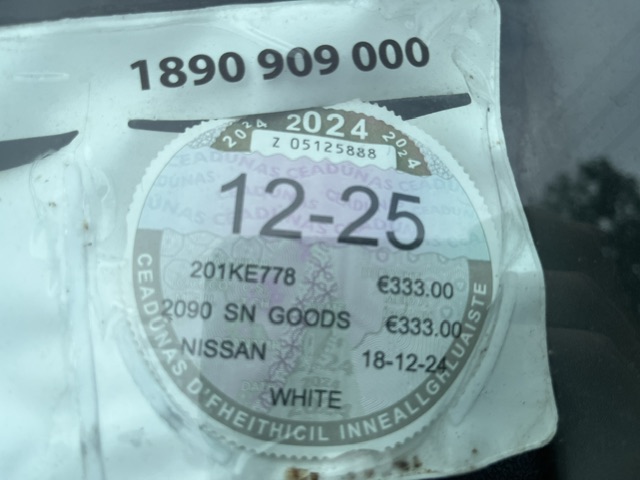 1890 909 000
2024 2024 2024
Z 05125888
12-25
201KE778 €333.00
2090 SN GOODS €333.00
NISSAN 18-12-24
WHITE
CEADÚNAS D'FHEITHICIL INNEALLGHLUAISTE